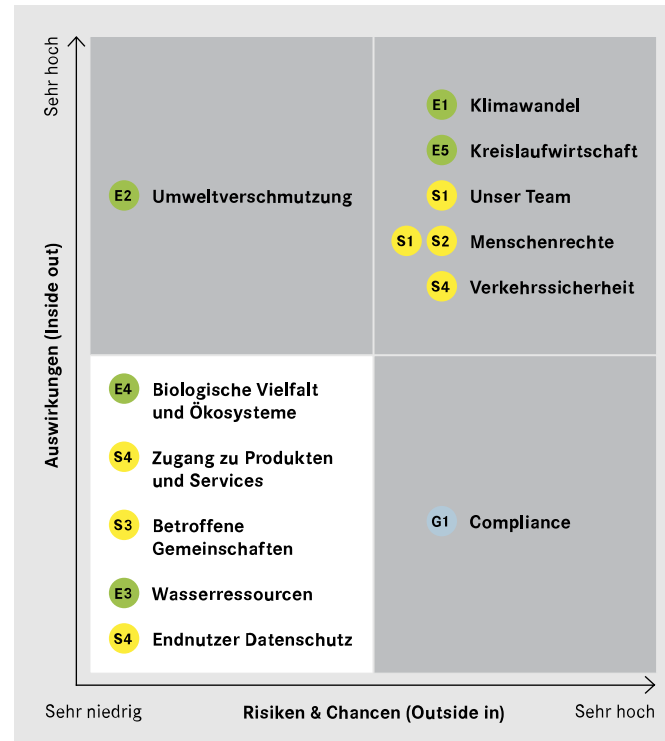 Sehr hoch
Auswirkungen (Inside out)
E1 Klimawandel
E5 Kreislaufwirtschaft
E2 Umweltverschmutzung
S1 Unser Team
S1 S2 Menschenrechte
S4 Verkehrssicherheit
E4 Biologische Vielfalt
und Ökosysteme
S4 Zugang zu Produkten
und Services
S3 Betroffene
Gemeinschaften
G1 Compliance
E3 Wasserressourcen
S4 Endnutzer Datenschutz
Sehr niedrig
Risiken & Chancen (Outside in)
Sehr hoch